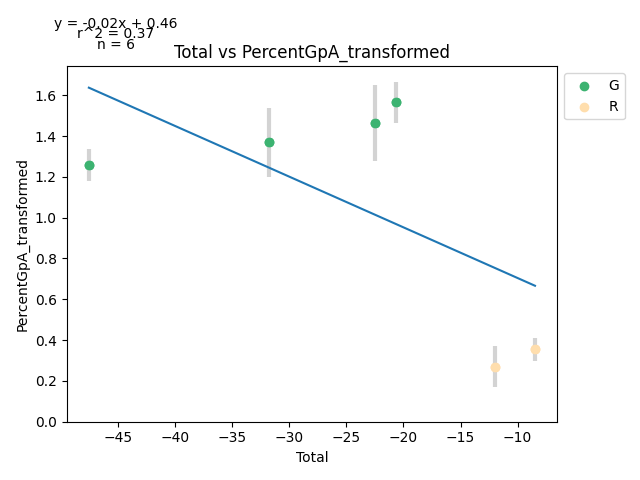 y = -0.02x + 0.46
r^2 = 0.37
n = 6
Total vs PercentGpA_transformed
G
R
PercentGpA_transformed
1.6
1.4
1.2
1.0
0.8
0.6
0.4
0.2
0.0
−45 −40 −35 −30 −25 −20 −15 −10
Total